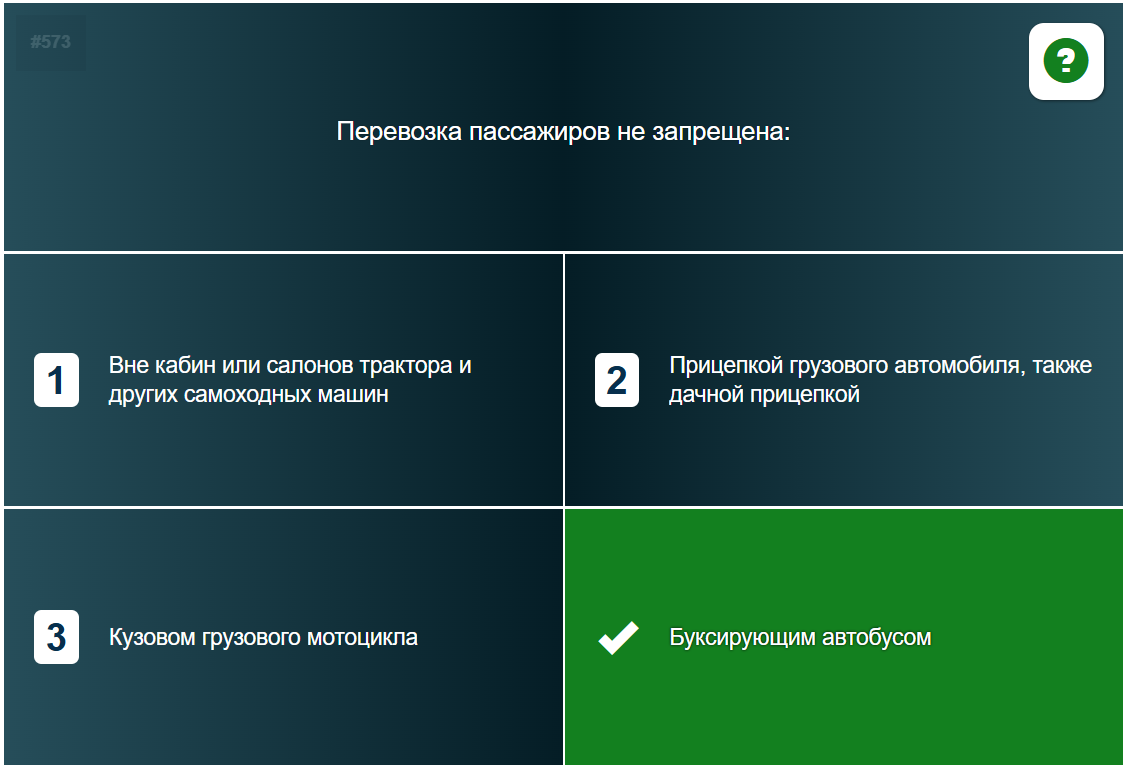 #573
?
Перевозка пассажиров не запрещена:
1
Вне кабин или салонов трактора и
других самоходных машин
2
Прицепкой грузового автомобиля, также
дачной прицепкой
3
Кузовом грузового мотоцикла
Буксирующим автобусом